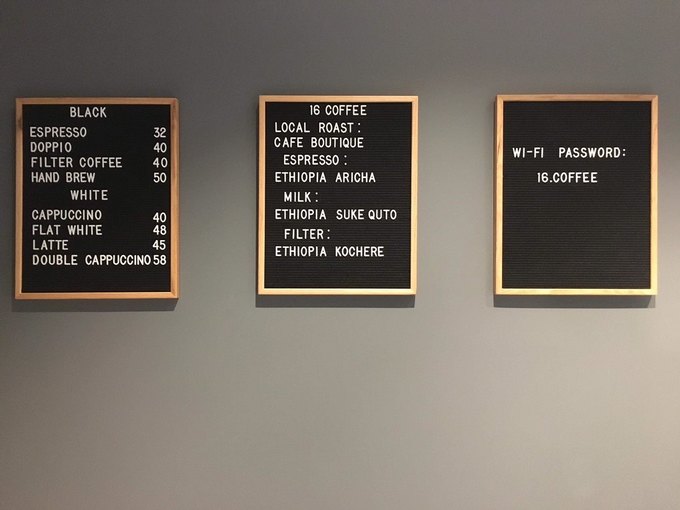 BLACK
ESPRESSO 32
DOPPIO 40
FILTER COFFEE 40
HAND BREW 50
WHITE
CAPPUCCINO 40
FLAT WHITE 48
LATTE 45
DOUBLE CAPPUCCINO 58
16 COFFEE
LOCAL ROAST:
CAFE BOUTIQUE
ESPRESSO:
ETHIOPIA ARICHA
MILK:
ETHIOPIA SUKE QUTO
FILTER:
ETHIOPIA KOCHERE
WI-FI PASSWORD:
16.COFFEE